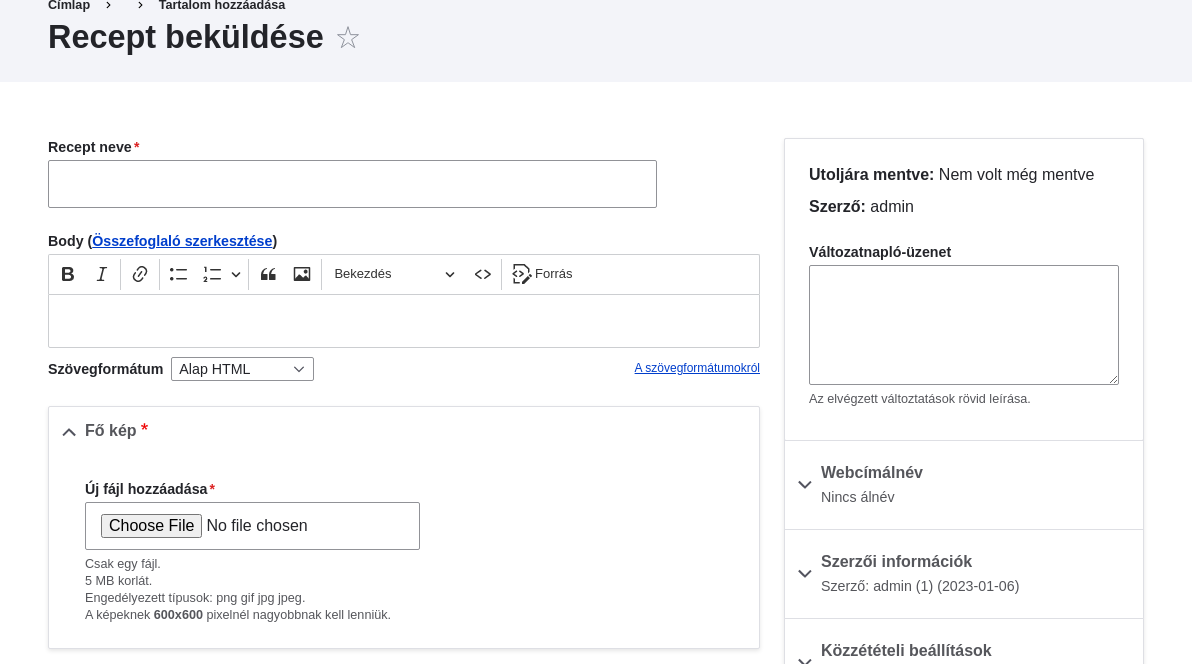 Címlap > > Tartalom hozzáadása
Recept beküldése
Recept neve*
Body (Összefoglaló szerkesztése)
B I Bekezdés Forrás
Szövegformátum Alap HTML A szövegformátumokról
Fő kép *
Új fájl hozzáadása*
Choose File No file chosen
Csak egy fájl.
5 MB korlát.
Engedélyezett típusok: png gif jpg jpeg.
A képeknek 600x600 pixelnél nagyobbnak kell lenniük.
Utoljára mentve: Nem volt még mentve
Szerző: admin
Változatnapló-üzenet
Az elvégzett változtatások rövid leírása.
Webcímálnév
Nincs álnév
Szerzői információk
Szerző: admin (1) (2023-01-06)
Közzétételi beállítások